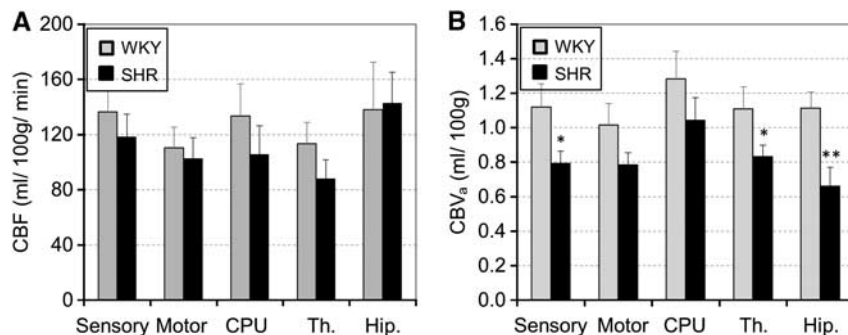 A
CBF (ml/ 100g/ min)
200
160
120
80
40
0
WKY
SHR
Sensory Motor CPU Th. Hip.
B
CBVa (ml/ 100g)
1.6
1.4
1.2
1.0
0.8
0.6
0.4
0.2
0.0
WKY
SHR
*
*
**
Sensory Motor CPU Th. Hip.